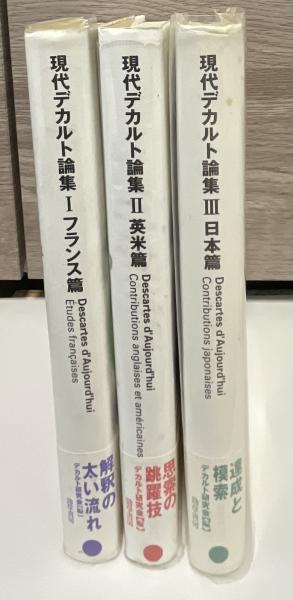 現代デカルト論集 I フランス篇
Descartes d'Aujourd'hui
Études françaises
解釈の
太い流れ
デカルト研究会【編】
勁草書房
現代デカルト論集 II 英米篇
Descartes d'Aujourd'hui
Contributions anglaises et américaines
思索の
跳躍技
デカルト研究会【編】
勁草書房
現代デカルト論集 III 日本篇
Descartes d'Aujourd'hui
Contributions japonaises
達成と
模索
デカルト研究会【編】
勁草書房